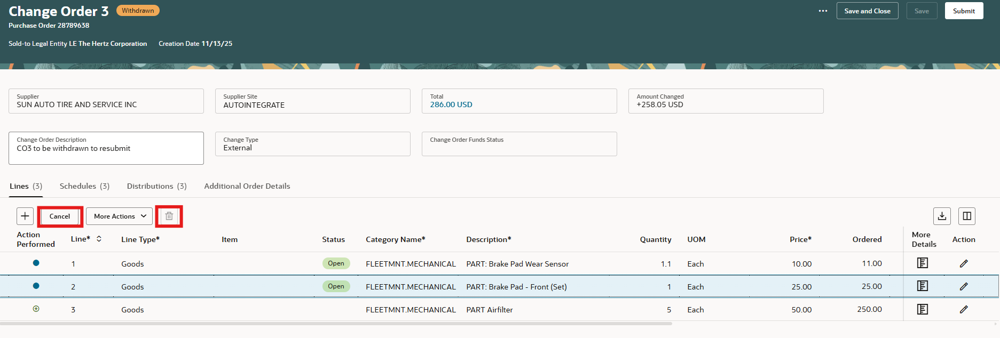 Change Order 3 Withdrawn
··· Save and Close Save Submit
Purchase Order 28789638
Sold-to Legal Entity LE The Hertz Corporation Creation Date 11/13/25
Supplier
SUN AUTO TIRE AND SERVICE INC
Supplier Site
AUTOINTEGRATE
Total
286.00 USD
Amount Changed
+258.05 USD
Change Order Description
CO3 to be withdrawn to resubmit
Change Type
External
Change Order Funds Status
Lines (3) Schedules (3) Distributions (3) Additional Order Details
Cancel More Actions
Action Performed Line* Line Type* Item Status Category Name* Description* Quantity UOM Price* Ordered More Details Action
1 Goods Open FLEETMNT.MECHANICAL PART: Brake Pad Wear Sensor 1.1 Each 10.00 11.00
2 Goods Open FLEETMNT.MECHANICAL PART: Brake Pad - Front (Set) 1 Each 25.00 25.00
3 Goods FLEETMNT.MECHANICAL PART Airfilter 5 Each 50.00 250.00